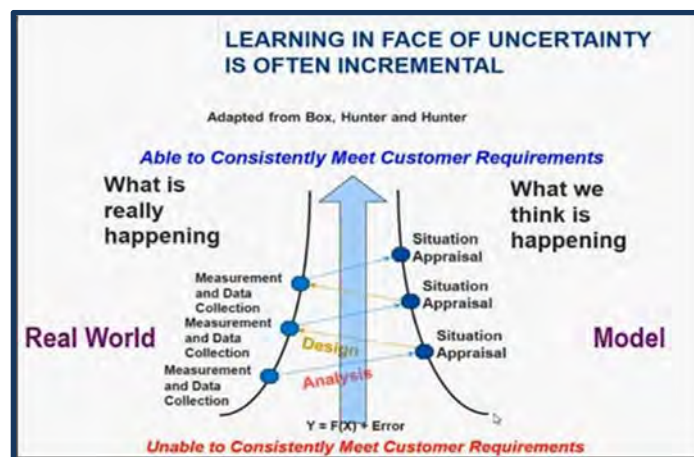 LEARNING IN FACE OF UNCERTAINTY
IS OFTEN INCREMENTAL
Adapted from Box, Hunter and Hunter
Able to Consistently Meet Customer Requirements
What is
really
happening
What we
think is
happening
Situation
Appraisal
Measurement
and Data
Collection
Situation
Appraisal
Real World
Measurement
and Data
Collection
Design
Situation
Appraisal
Model
Measurement
and Data
Collection
Analysis
Y = F(X) + Error
Unable to Consistently Meet Customer Requirements